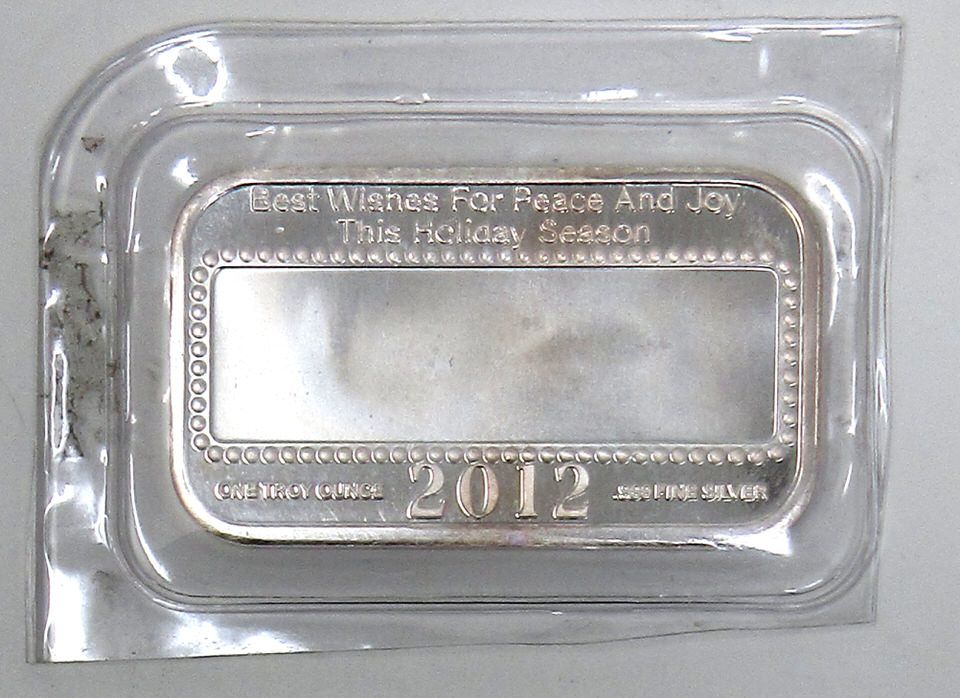 Best Wishes For Peace And Joy
This Holiday Season
2012
ONE TROY OUNCE
.999 FINE SILVER